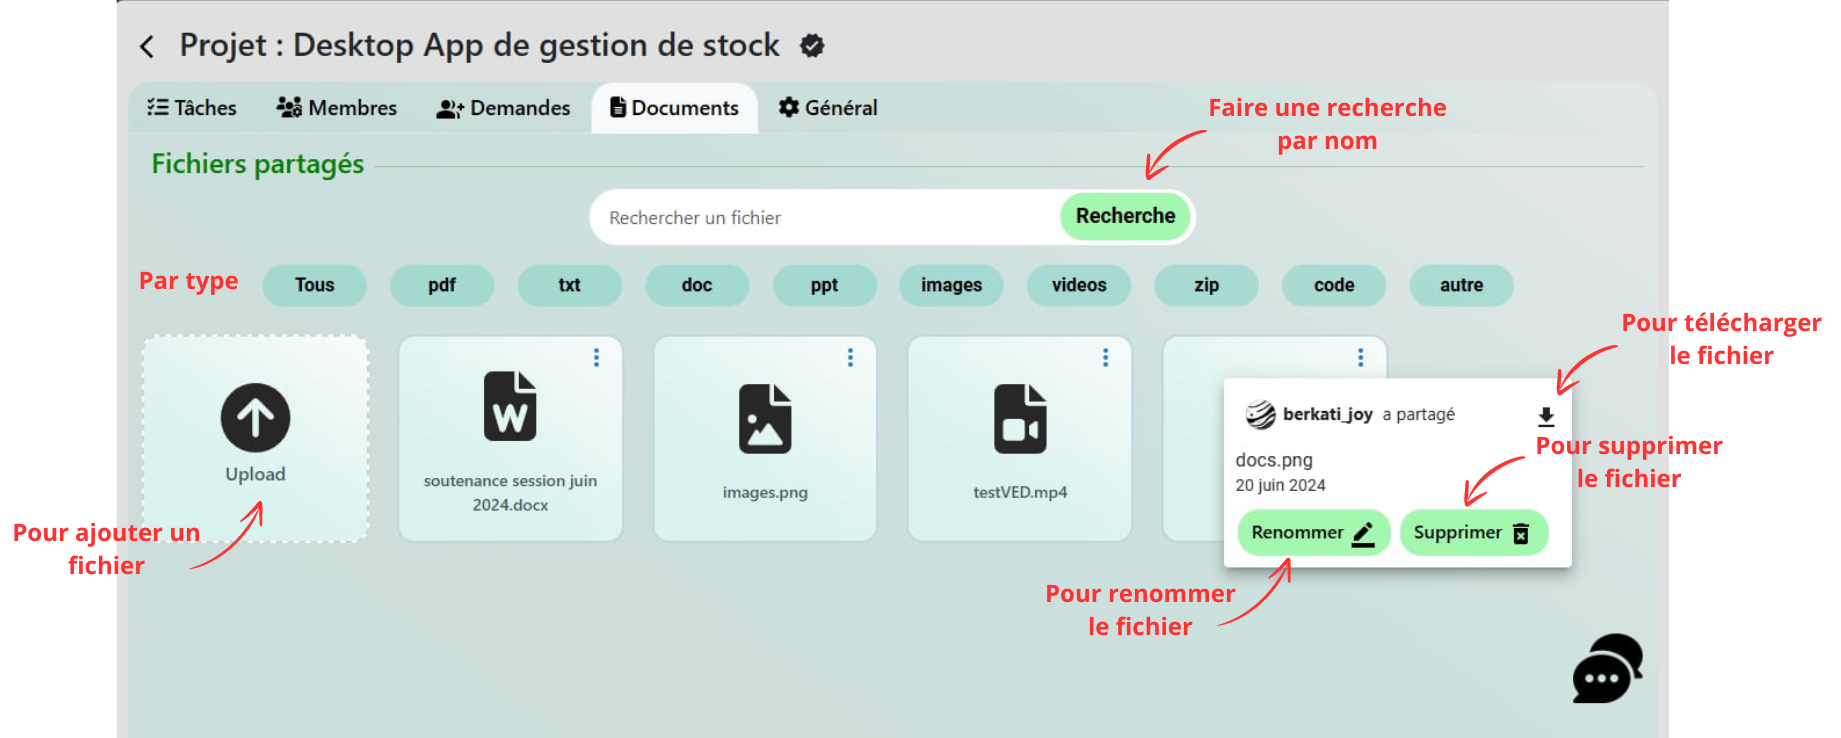 Projet : Desktop App de gestion de stock
Tâches
Membres
Demandes
Documents
Général
Faire une recherche
par nom
Fichiers partagés
Rechercher un fichier
Recherche
Par type
Tous
pdf
txt
doc
ppt
images
videos
zip
code
autre
Pour télécharger
le fichier
Upload
W
soutenance session juin
2024.docx
images.png
testVED.mp4
berkati_joy a partagé
docs.png
20 juin 2024
Pour supprimer
le fichier
Renommer
Supprimer
Pour ajouter un
fichier
Pour renommer
le fichier